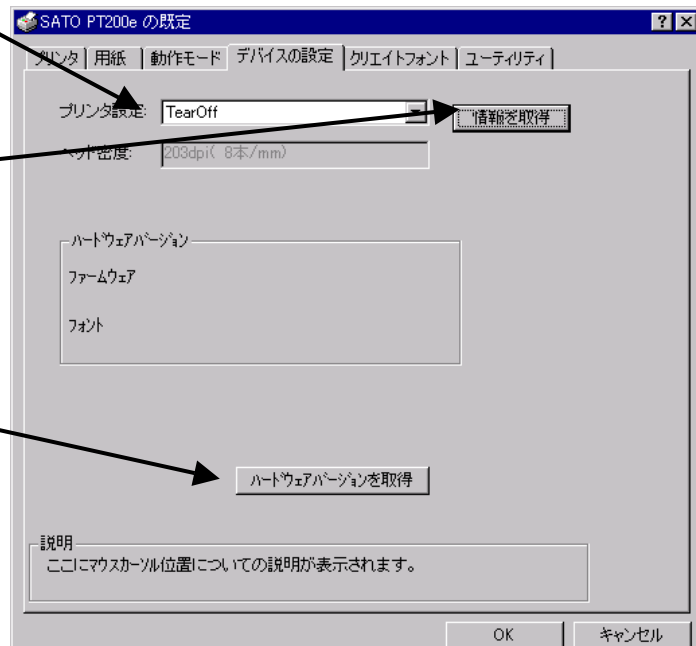 SATO PT200e の既定
プリンタ 用紙 動作モード デバイスの設定 クリエイトフォント ユーティリティ
プリンタ設定: TearOff 情報を取得
ヘッド密度: 203dpi( 8本/mm)
ハードウェアバージョン
ファームウェア
フォント
ハードウェアバージョンを取得
説明
ここにマウスカーソル位置についての説明が表示されます。
OK キャンセル